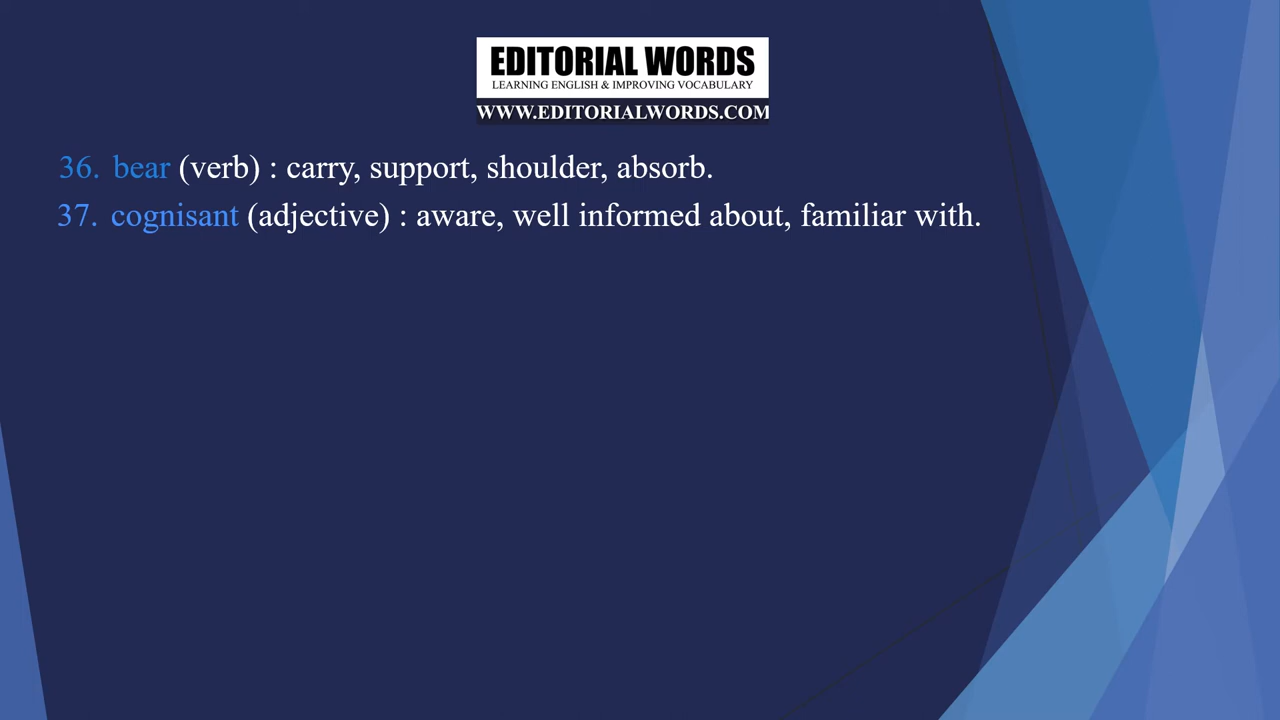 EDITORIAL WORDS
LEARNING ENGLISH & IMPROVING VOCABULARY
WWW.EDITORIALWORDS.COM
36. bear (verb) : carry, support, shoulder, absorb.
37. cognisant (adjective) : aware, well informed about, familiar with.